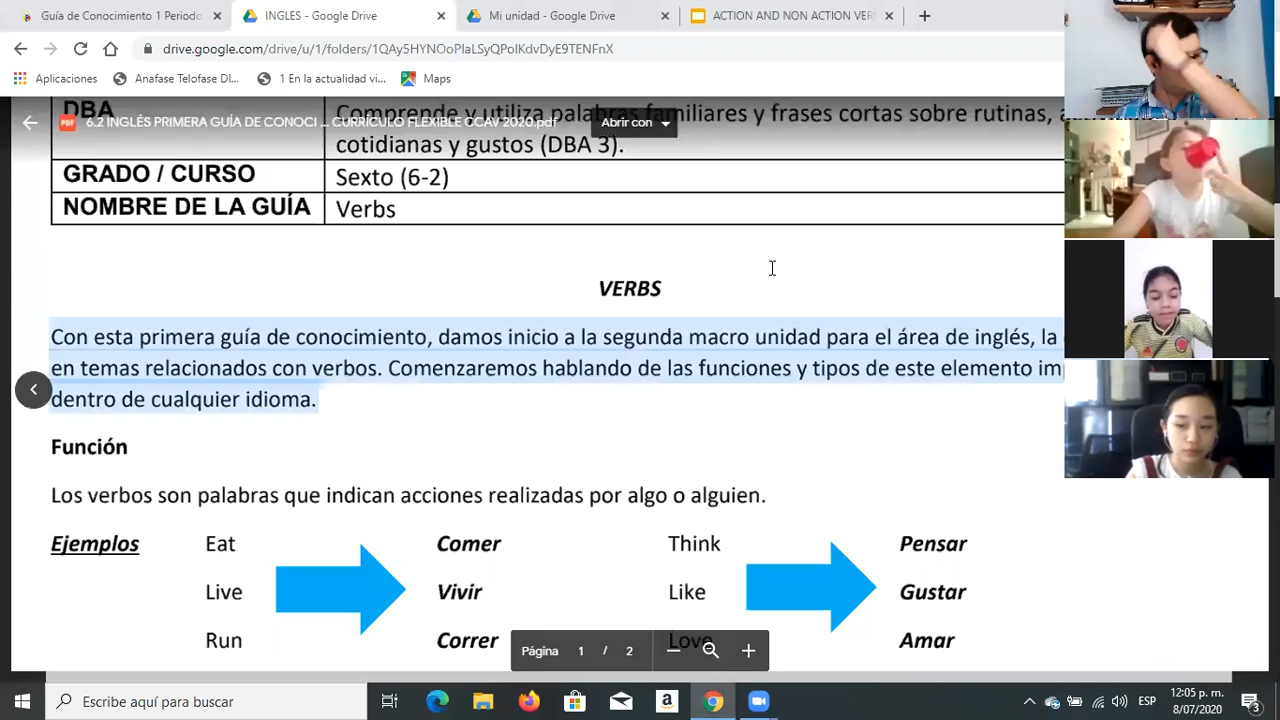 Guía de Conocimiento 1 Periodo
INGLES - Google Drive
Mi unidad - Google Drive
ACTION AND NON ACTION VER
drive.google.com/drive/u/1/folders/1QAy5HYNOoPIaLSyQPolKdvDyE9TENFnX
Aplicaciones
Anafase Telofase DI...
1 En la actualidad vi...
Maps
DBA
y utiliza palabras familiares y frases cortas sobre rutinas,
PDF
6.2 INGLÉS PRIMERA GUÍA DE CONOCI ... CURRÍCULO FLEXIBLE CCAV 2020.pdf
Abrir con
cotidianas y gustos (DBA 3).
GRADO / CURSO
Sexto (6-2)
NOMBRE DE LA GUÍA
Verbs
VERBS
Con esta primera guía de conocimiento, damos inicio a la segunda macro unidad para el área de inglés, la
en temas relacionados con verbos. Comenzaremos hablando de las funciones y tipos de este elemento
dentro de cualquier idioma.
Función
Los verbos son palabras que indican acciones realizadas por algo o alguien.
Ejemplos Eat Comer Think Pensar
Live Vivir Like Gustar
Run Correr Love Amar
Página 1 / 2
Escribe aquí para buscar
ESP
12:05 p. m.
8/07/2020
3